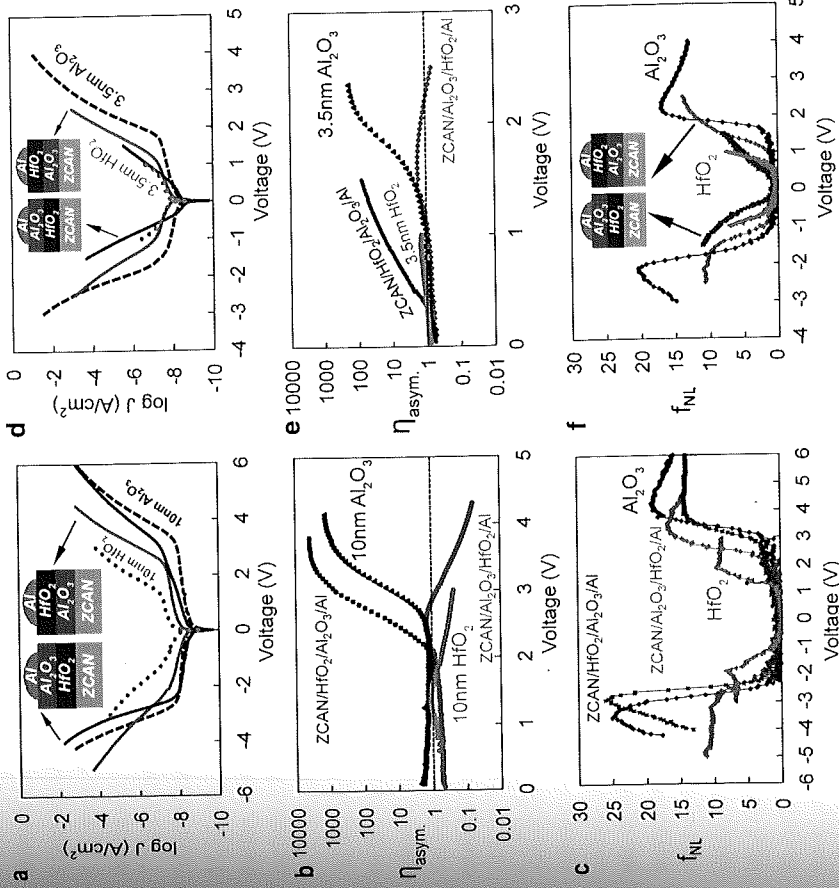 a
log J (A/cm²)
0
-2
-4
-6
-8
-10
Al
Al₂O₃
HfO₂
ZCAN
Al
HfO₂
Al₂O₃
ZCAN
10nm HfO₂
10nm Al₂O₃
-6 -4 -2 0 2 4 6
Voltage (V)
b
ηasym.
10000
1000
100
10
1
0.1
0.01
ZCAN/HfO₂/Al₂O₃/Al
10nm Al₂O₃
10nm HfO₂
ZCAN/Al₂O₃/HfO₂/Al
0 1 2 3 4 5
Voltage (V)
c
fNL
30
25
20
15
10
5
0
ZCAN/HfO₂/Al₂O₃/Al
Al₂O₃
ZCAN/Al₂O₃/HfO₂/Al
HfO₂
-6 -5 -4 -3 -2 -1 0 1 2 3 4 5 6
Voltage (V)
d
log J (A/cm²)
0
-2
-4
-6
-8
-10
Al
Al₂O₃
HfO₂
ZCAN
Al
HfO₂
Al₂O₃
ZCAN
3.5nm HfO₂
3.5nm Al₂O₃
-4 -3 -2 -1 0 1 2 3 4 5
Voltage (V)
e
ηasym.
10000
1000
100
10
1
0.1
0.01
3.5nm Al₂O₃
ZCAN/HfO₂/Al₂O₃/Al
3.5nm HfO₂
ZCAN/Al₂O₃/HfO₂/Al
0 1 2 3
Voltage (V)
f
fNL
30
25
20
15
10
5
0
Al
Al₂O₃
HfO₂
ZCAN
Al
HfO₂
Al₂O₃
ZCAN
Al₂O₃
HfO₂
-4 -3 -2 -1 0 1 2 3 4 5
Voltage (V)